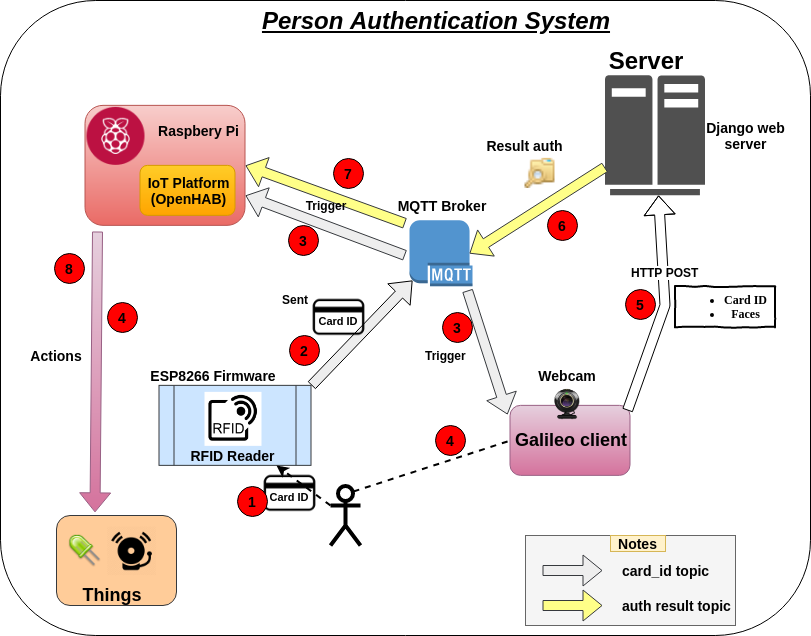 Person Authentication System
Server
Django web
server
Raspbery Pi
IoT Platform
(OpenHAB)
Result auth
7
Trigger
3
MQTT Broker
MQTT
6
8
4
Actions
Sent
Card ID
2
3
Trigger
HTTP POST
5
Card ID
Faces
ESP8266 Firmware
RFID
RFID Reader
Webcam
Galileo client
4
1
Card ID
Things
Notes
card_id topic
auth result topic